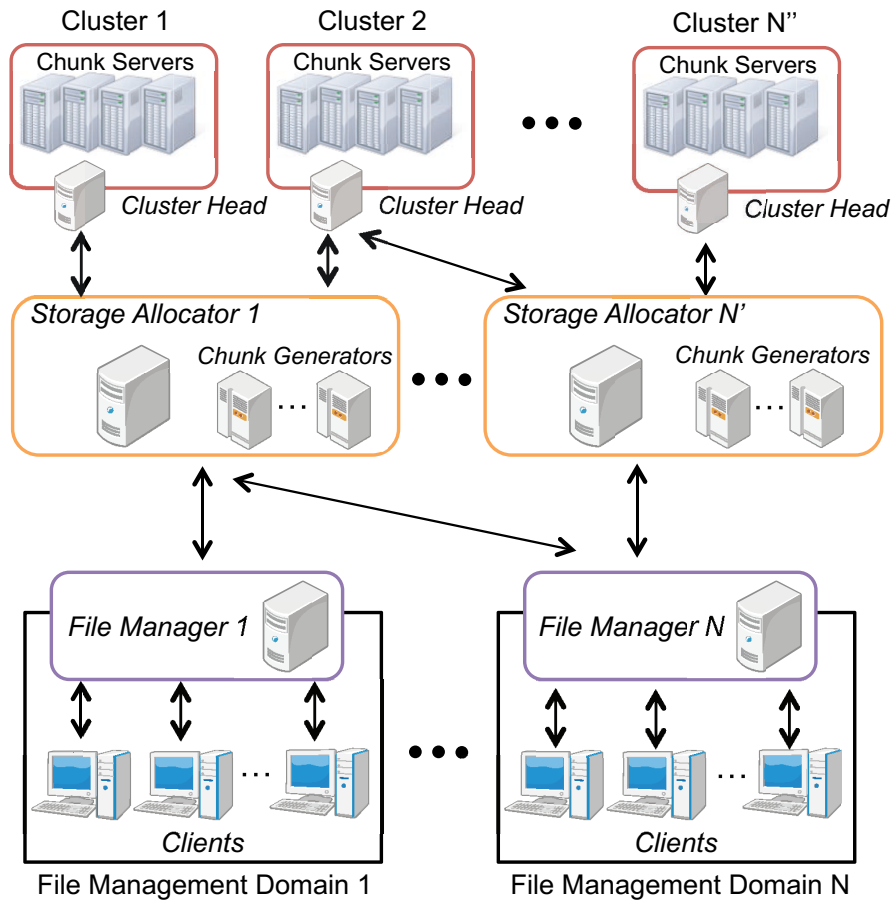 Cluster 1
Cluster 2
Cluster N’’
Chunk Servers
Chunk Servers
Chunk Servers
Cluster Head
Cluster Head
Cluster Head
Storage Allocator 1
Storage Allocator N’
Chunk Generators
Chunk Generators
File Manager 1
File Manager N
Clients
Clients
File Management Domain 1
File Management Domain N